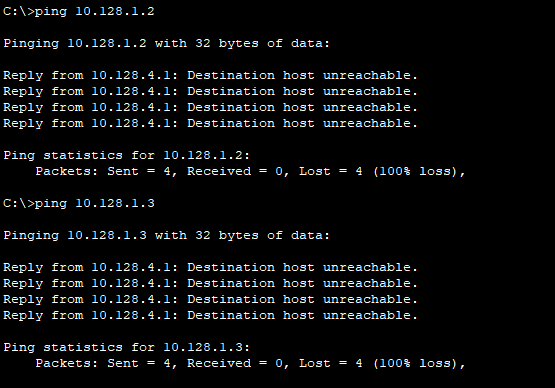 C:\>ping 10.128.1.2
Pinging 10.128.1.2 with 32 bytes of data:
Reply from 10.128.4.1: Destination host unreachable.
Reply from 10.128.4.1: Destination host unreachable.
Reply from 10.128.4.1: Destination host unreachable.
Reply from 10.128.4.1: Destination host unreachable.
Ping statistics for 10.128.1.2:
    Packets: Sent = 4, Received = 0, Lost = 4 (100% loss),
C:\>ping 10.128.1.3
Pinging 10.128.1.3 with 32 bytes of data:
Reply from 10.128.4.1: Destination host unreachable.
Reply from 10.128.4.1: Destination host unreachable.
Reply from 10.128.4.1: Destination host unreachable.
Reply from 10.128.4.1: Destination host unreachable.
Ping statistics for 10.128.1.3:
    Packets: Sent = 4, Received = 0, Lost = 4 (100% loss),